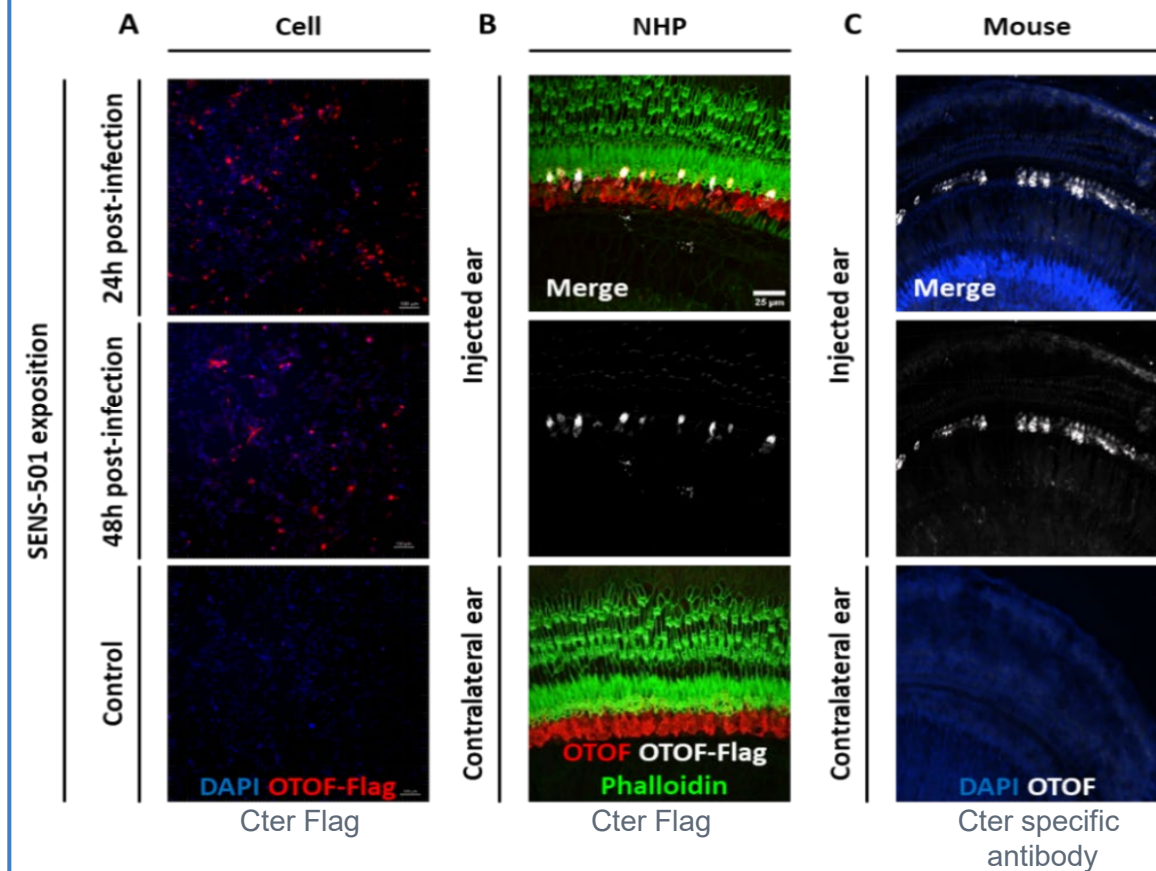 A Cell
B NHP
C Mouse
SENS-501 exposition
24h post-infection
48h post-infection
Control
DAPI OTOF-Flag
Cter Flag
Injected ear
Contralateral ear
Merge
25 µm
OTOF OTOF-Flag
Phalloidin
Cter Flag
Injected ear
Contralateral ear
Merge
DAPI OTOF
Cter specific
antibody